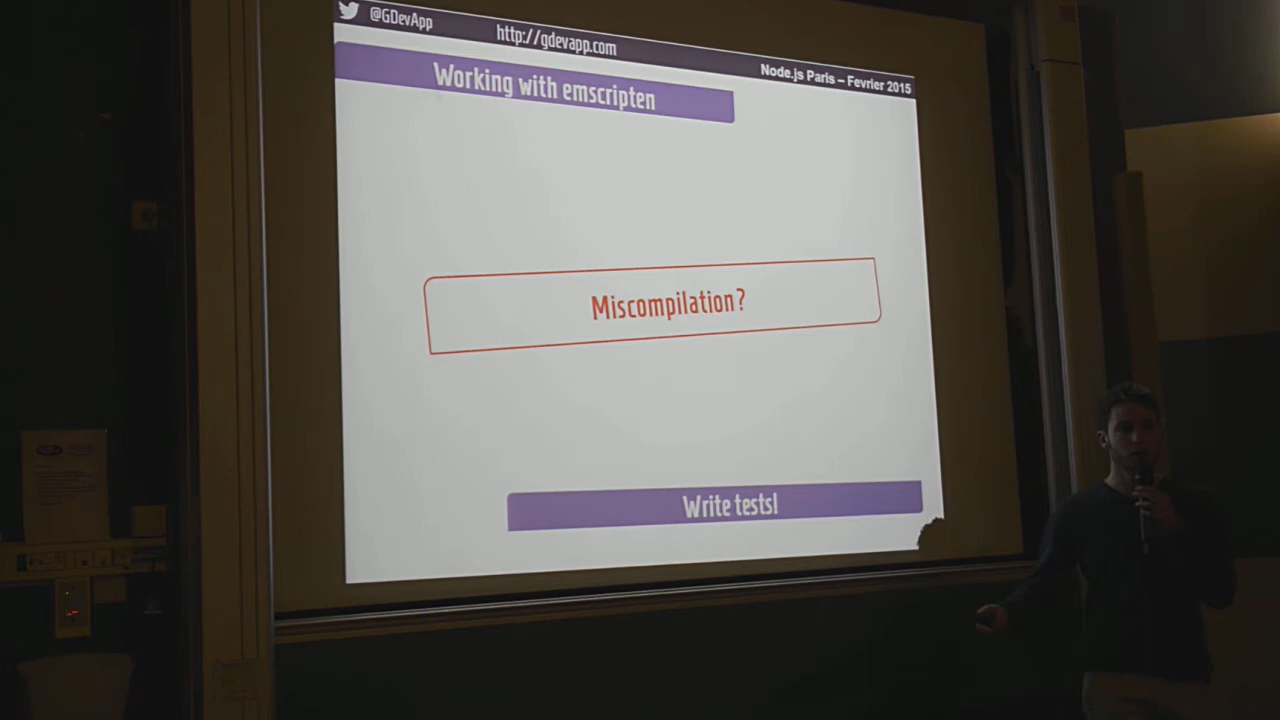 @GDevApp
http://gdevapp.com
Node.js Paris – Fevrier 2015
Working with emscripten
Miscompilation?
Write tests!